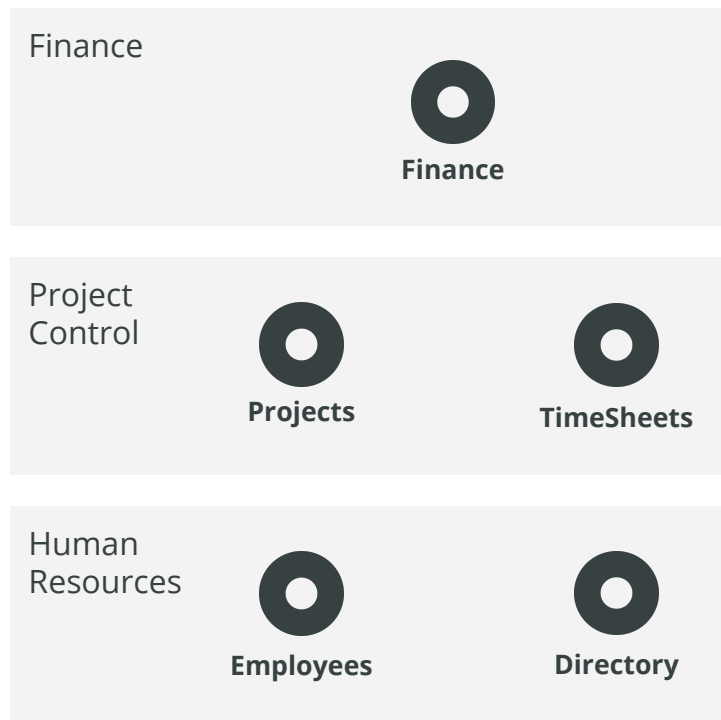 Finance
Finance
Project
Control
Projects
TimeSheets
Human
Resources
Employees
Directory